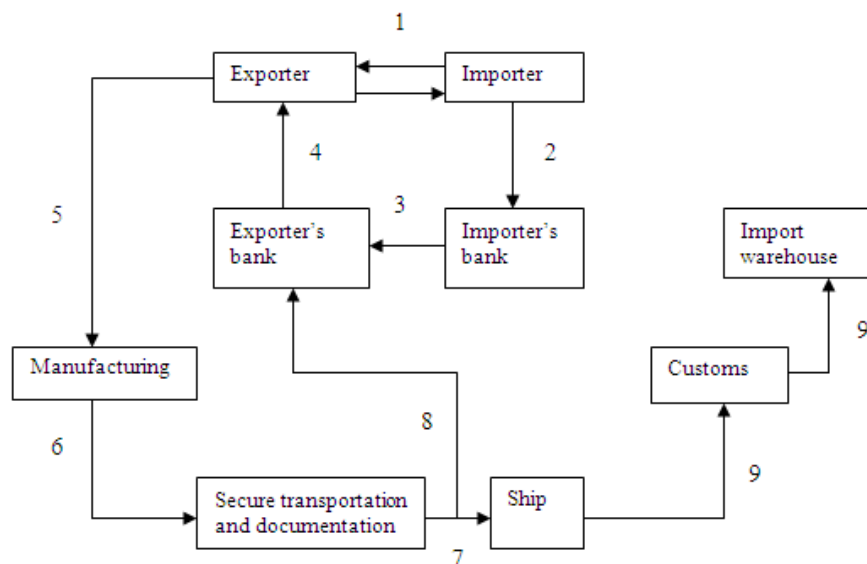 1
Exporter
Importer
4
2
5
3
Exporter’s
bank
Importer’s
bank
Import
warehouse
9
Manufacturing
Customs
6
8
9
Secure transportation
and documentation
Ship
7